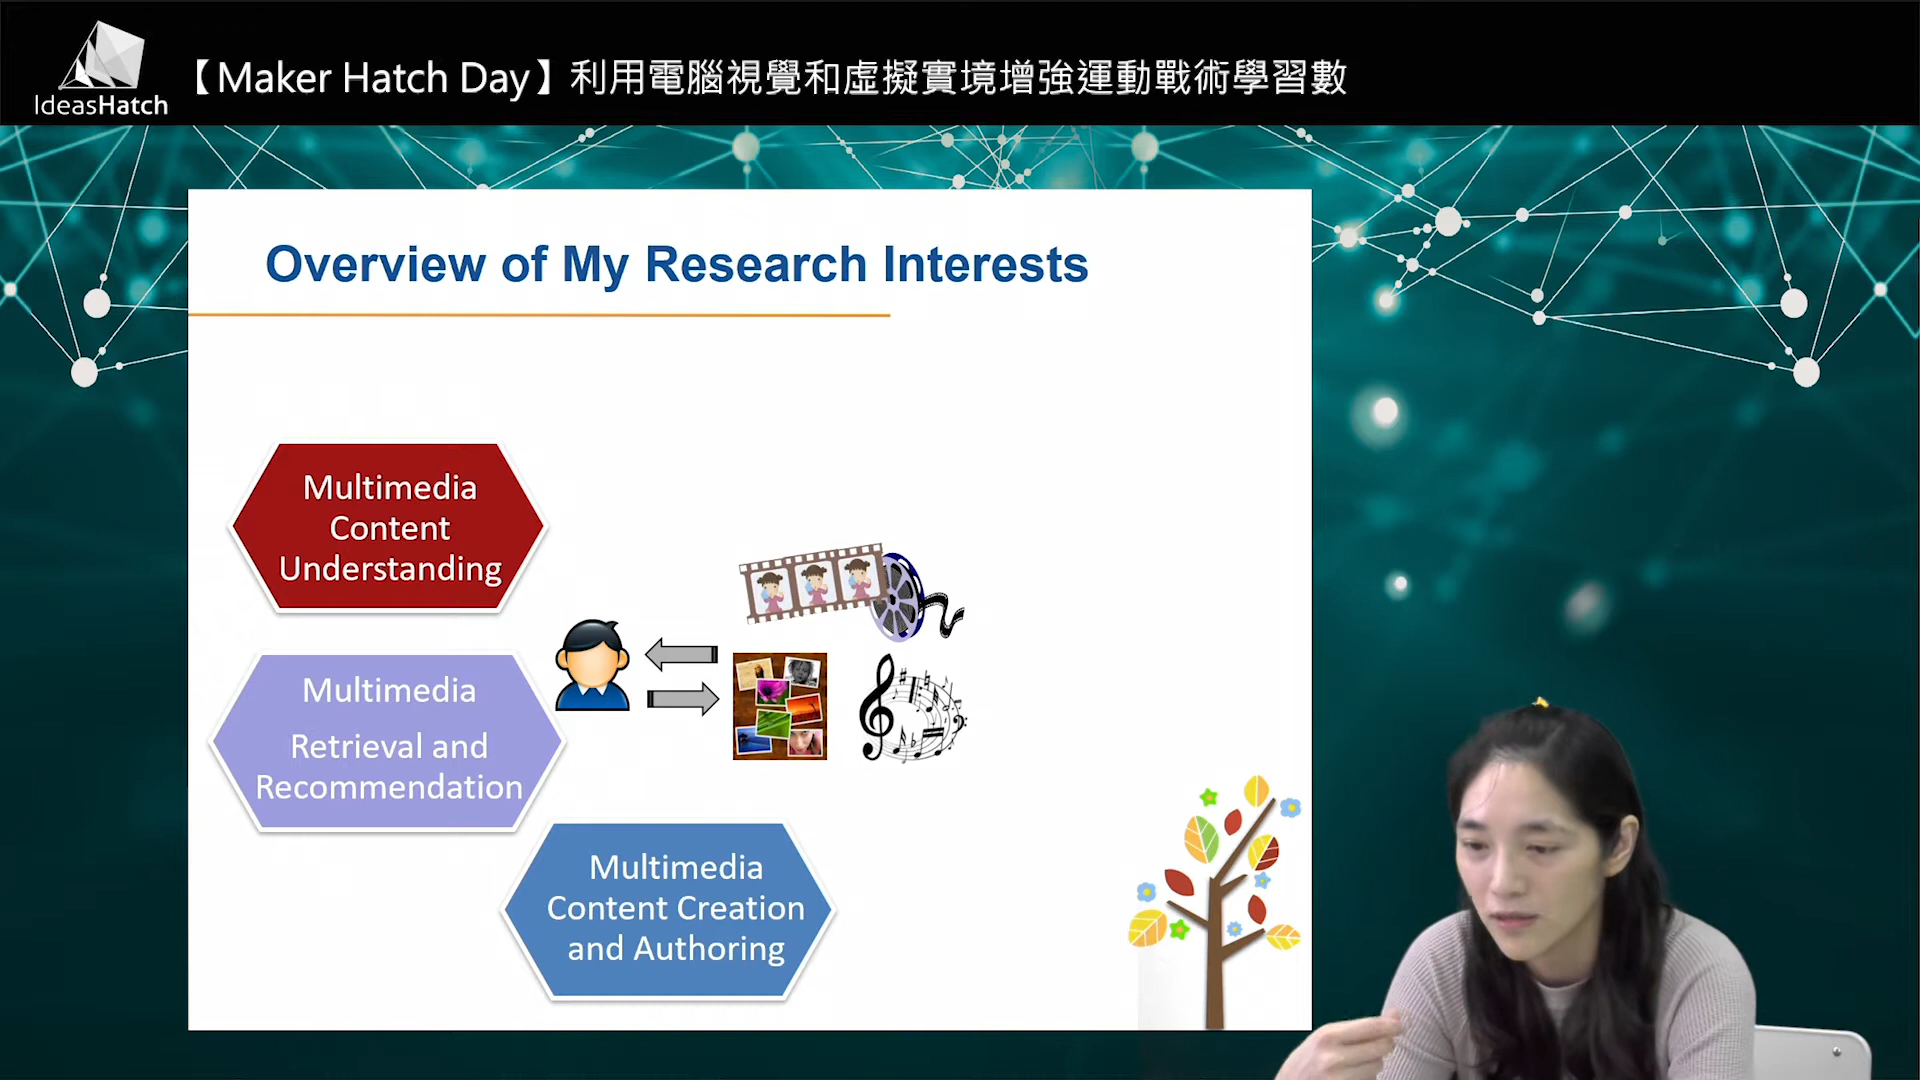 IdeasHatch
【Maker Hatch Day】利用電腦視覺和虛擬實境增強運動戰術學習數
Overview of My Research Interests
Multimedia
Content
Understanding
Multimedia
Retrieval and
Recommendation
Multimedia
Content Creation
and Authoring